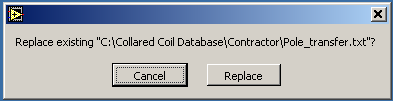 Replace existing "C:\Collared Coil Database\Contractor\Pole_transfer.txt"?
Cancel
Replace